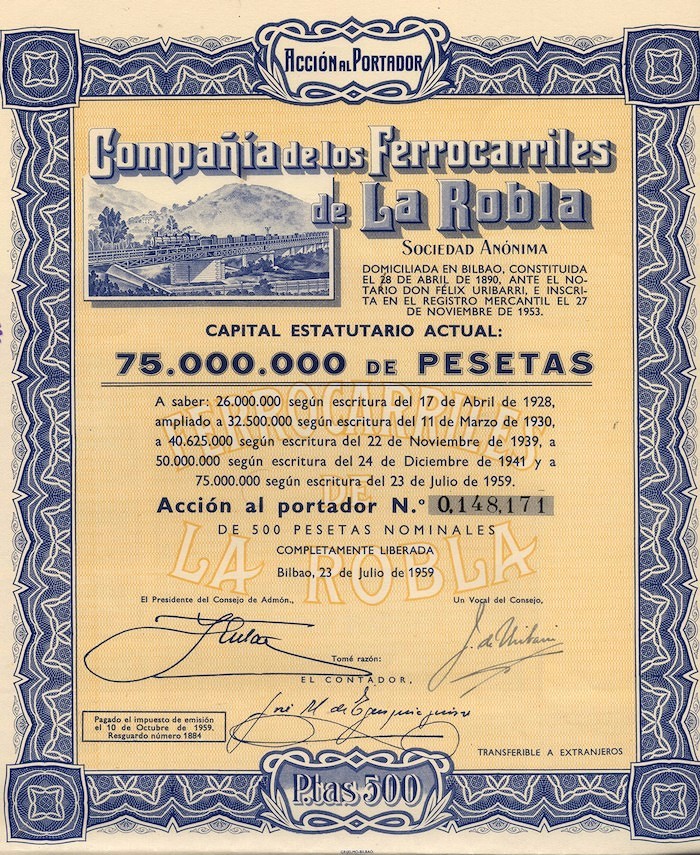 ACCIÓN AL PORTADOR
Compañía de los Ferrocarriles
de La Robla
SOCIEDAD ANÓNIMA
DOMICILIADA EN BILBAO, CONSTITUIDA
EL 28 DE ABRIL DE 1890, ANTE EL NO-
TARIO DON FÉLIX URIBARRI, E INSCRI-
TA EN EL REGISTRO MERCANTIL EL 27
DE NOVIEMBRE DE 1953.
CAPITAL ESTATUTARIO ACTUAL:
75.000.000 DE PESETAS
A saber: 26.000.000 según escritura del 17 de Abril de 1928,
ampliado a 32.500.000 según escritura del 11 de Marzo de 1930,
a 40.625.000 según escritura del 22 de Noviembre de 1939, a
50.000.000 según escritura del 24 de Diciembre de 1941 y a
75.000.000 según escritura del 23 de Julio de 1959.
FERROCARRILES
DE
LA ROBLA
Acción al portador N.º 0,148,171
DE 500 PESETAS NOMINALES
COMPLETAMENTE LIBERADA
Bilbao, 23 de Julio de 1959
El Presidente del Consejo de Admón.,
Un Vocal del Consejo,
J. de Uribarri
Tomé razón:
EL CONTADOR,
José M. de
Pagado el impuesto de emisión
el 10 de Octubre de 1959.
Resguardo número 1884
TRANSFERIBLE A EXTRANJEROS
Ptas 500